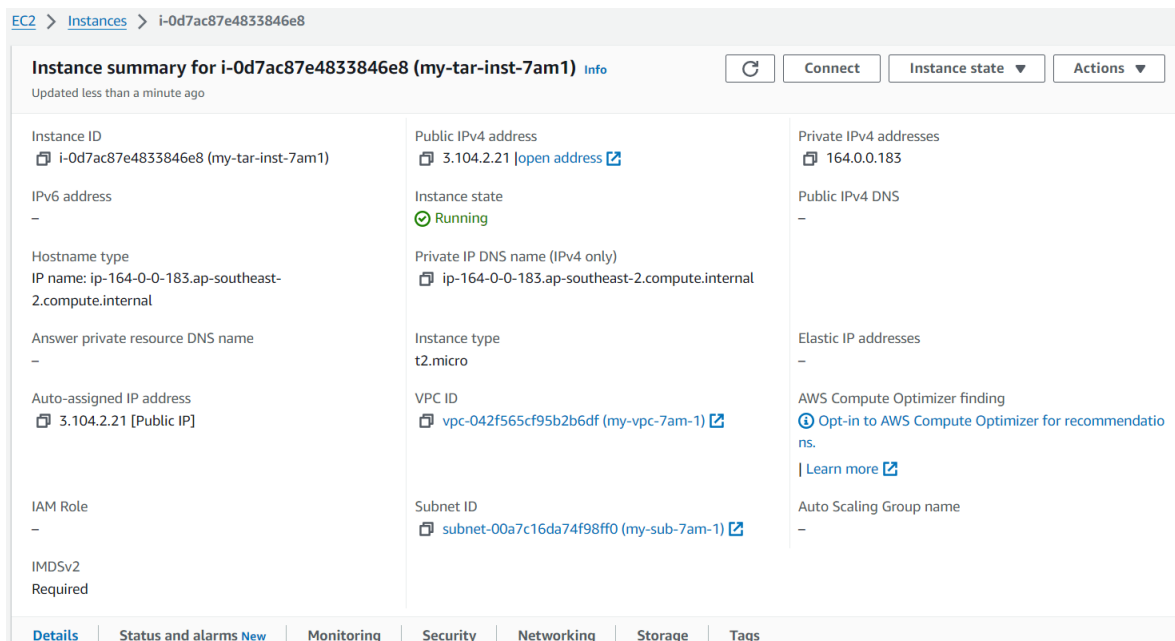 EC2 > Instances > i-0d7ac87e4833846e8
Instance summary for i-0d7ac87e4833846e8 (my-tar-inst-7am1) Info
Connect
Instance state ▼
Actions ▼
Updated less than a minute ago
Instance ID
i-0d7ac87e4833846e8 (my-tar-inst-7am1)
Public IPv4 address
3.104.2.21 |open address
Private IPv4 addresses
164.0.0.183
IPv6 address
–
Instance state
Running
Public IPv4 DNS
–
Hostname type
IP name: ip-164-0-0-183.ap-southeast-
2.compute.internal
Private IP DNS name (IPv4 only)
ip-164-0-0-183.ap-southeast-2.compute.internal
Answer private resource DNS name
–
Instance type
t2.micro
Elastic IP addresses
–
Auto-assigned IP address
3.104.2.21 [Public IP]
VPC ID
vpc-042f565cf95b2b6df (my-vpc-7am-1)
AWS Compute Optimizer finding
Opt-in to AWS Compute Optimizer for recommendatio
ns.
| Learn more
IAM Role
–
Subnet ID
subnet-00a7c16da74f98ff0 (my-sub-7am-1)
Auto Scaling Group name
–
IMDSv2
Required
Details | Status and alarms New | Monitoring | Security | Networking | Storage | Tags